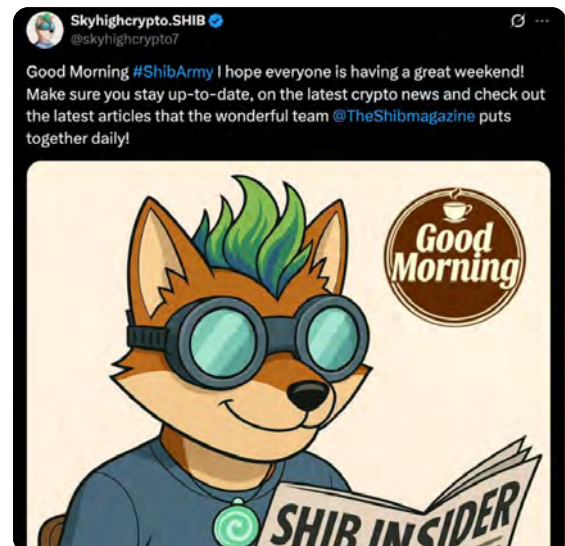 Skyhighcrypto.SHIB
@skyhighcrypto7
Good Morning #ShibArmy I hope everyone is having a great weekend!
Make sure you stay up-to-date, on the latest crypto news and check out
the latest articles that the wonderful team @TheShibmagazine puts
together daily!
Good
Morning
SHIB INSIDER